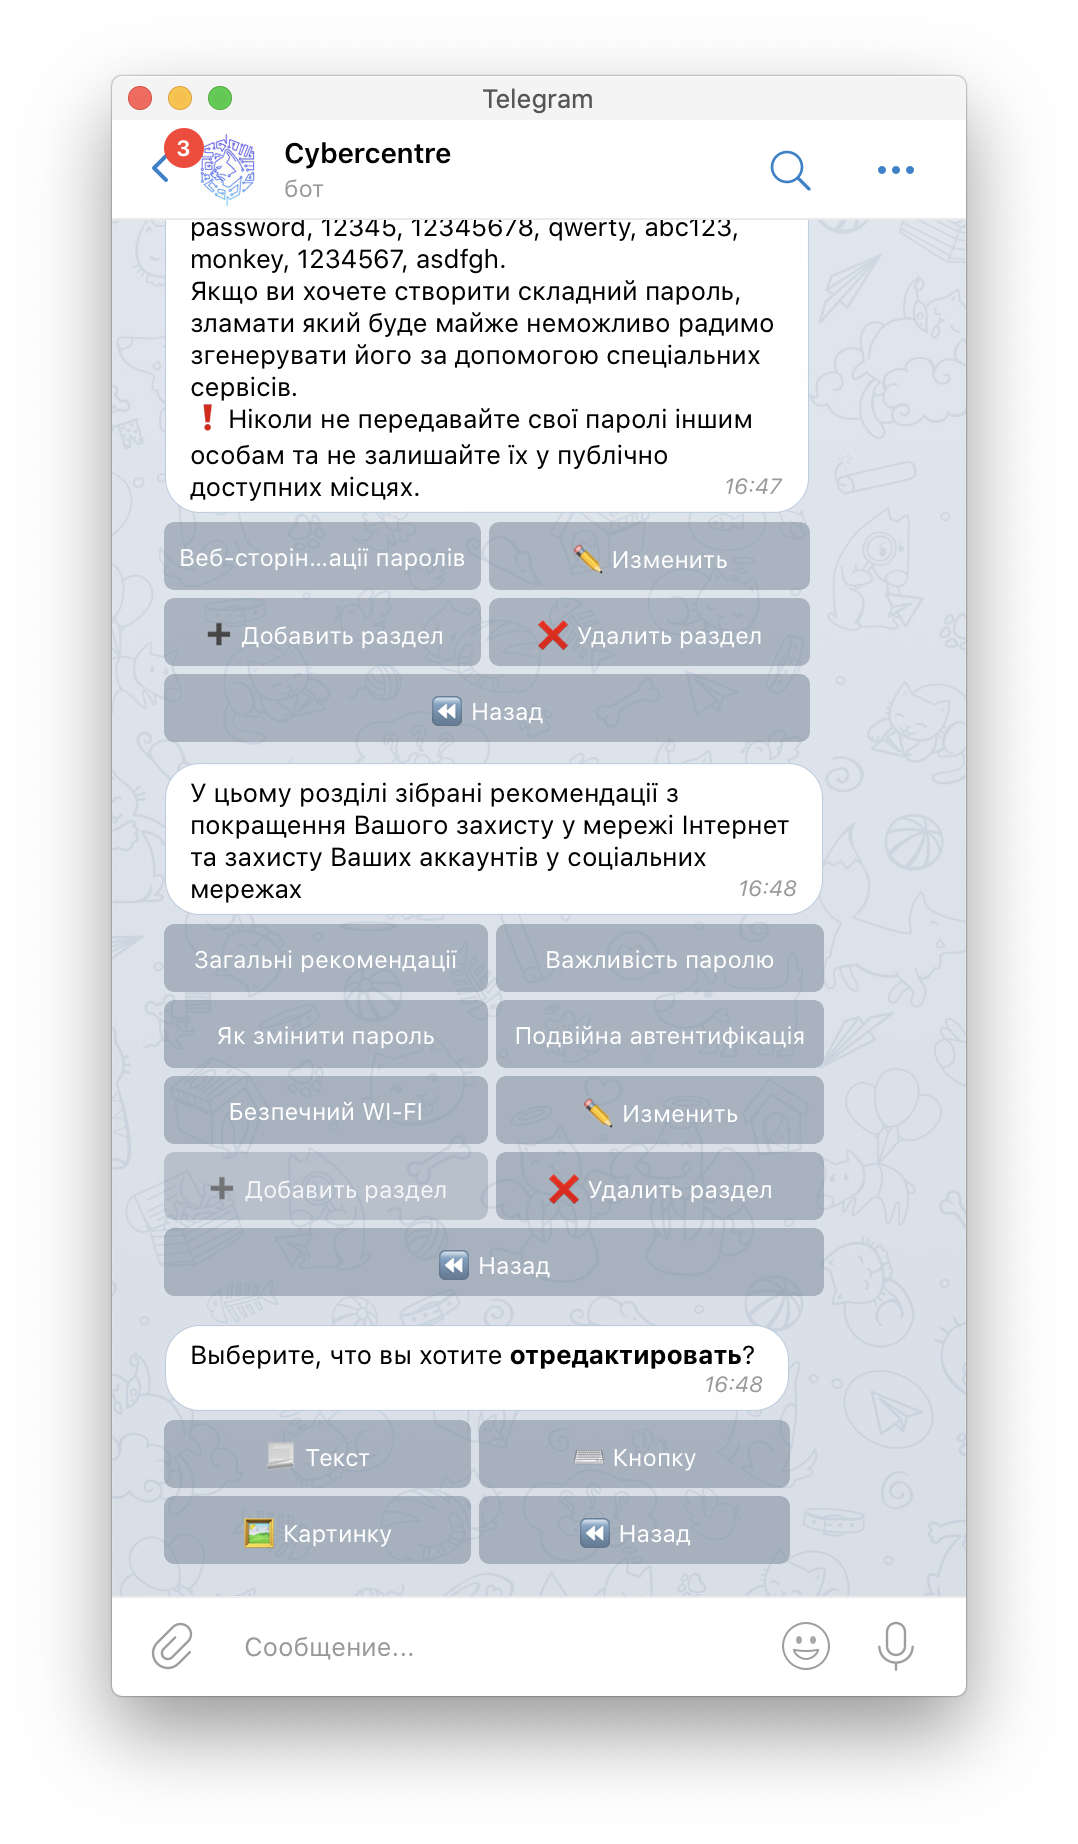 Telegram
3
Cybercentre
бот
password, 12345, 12345678, qwerty, abc123,
monkey, 1234567, asdfgh.
Якщо ви хочете створити складний пароль,
зламати який буде майже неможливо радимо
згенерувати його за допомогою спеціальних
сервісів.
❗ Ніколи не передавайте свої паролі іншим
особам та не залишайте їх у публічно
доступних місцях.
16:47
Веб-сторін...ації паролів
✏️ Изменить
➕ Добавить раздел
❌ Удалить раздел
⏪ Назад
У цьому розділі зібрані рекомендації з
покращення Вашого захисту у мережі Інтернет
та захисту Ваших аккаунтів у соціальних
мережах
16:48
Загальні рекомендації
Важливість паролю
Як змінити пароль
Подвійна автентифікація
Безпечний WI-FI
✏️ Изменить
➕ Добавить раздел
❌ Удалить раздел
⏪ Назад
Выберите, что вы хотите отредактировать?
16:48
Текст
⌨️ Кнопку
🖼️ Картинку
⏪ Назад
Сообщение...